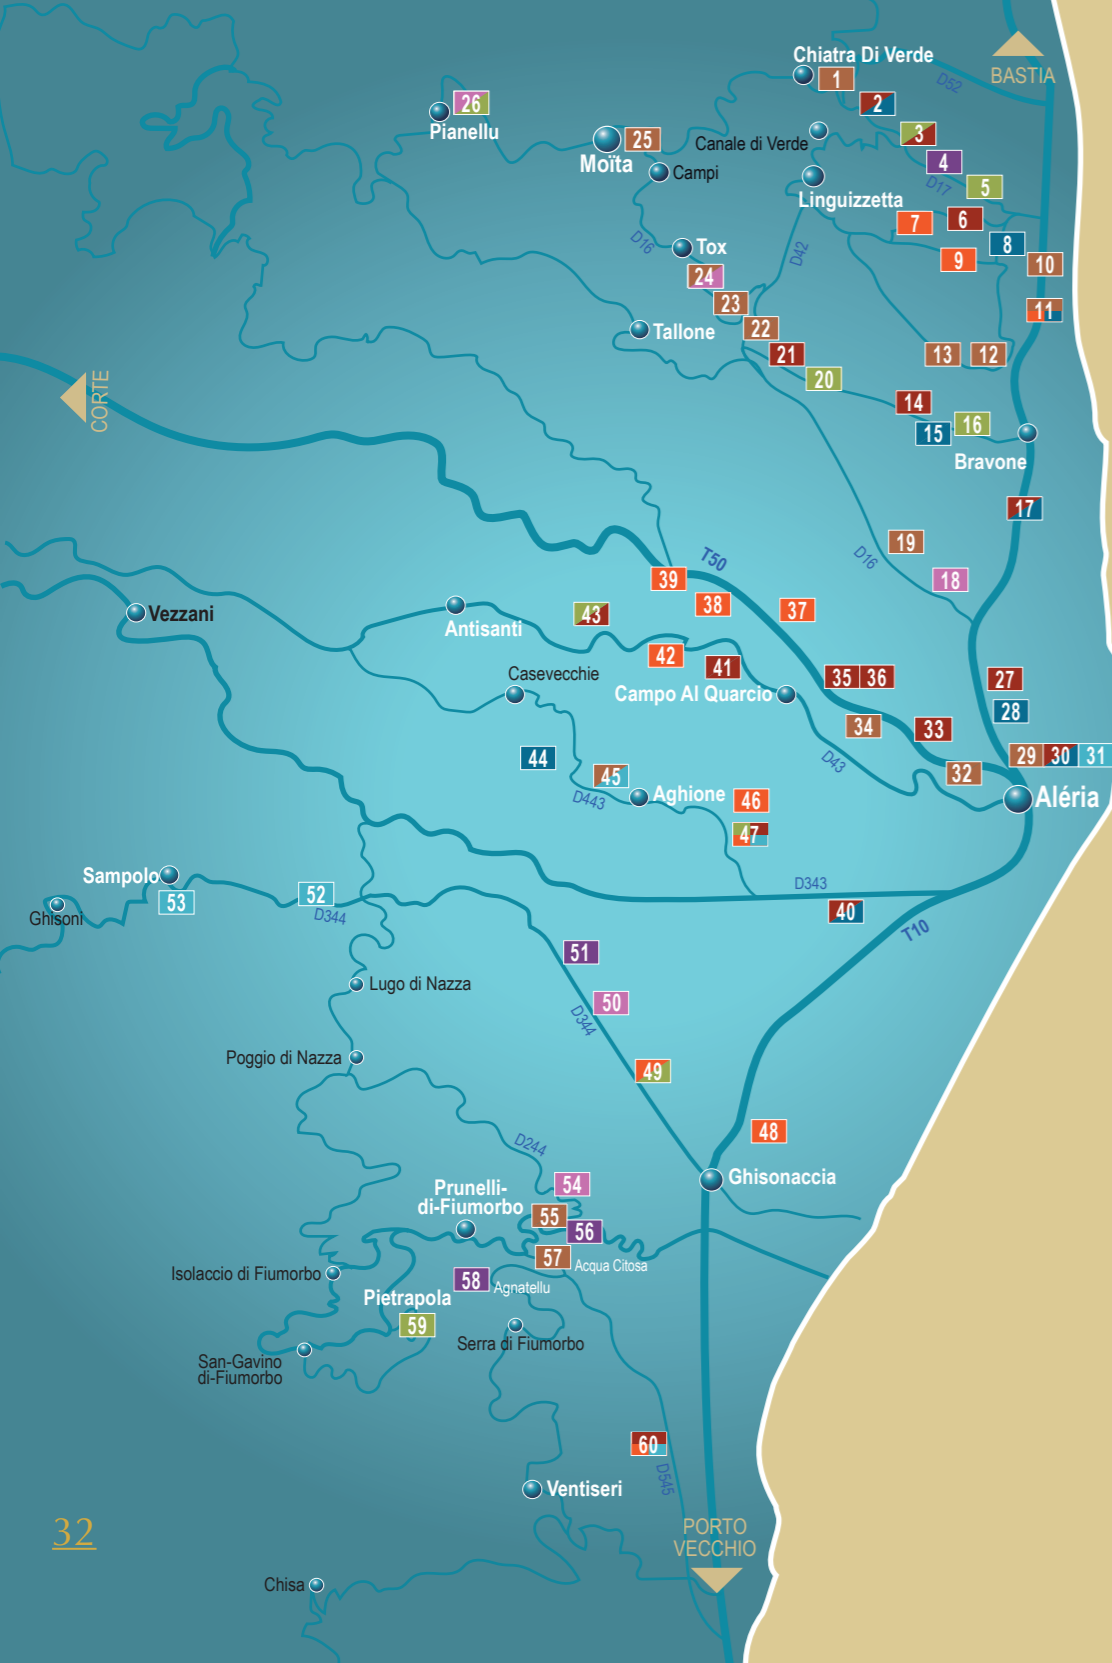 Chiatra Di Verde
1
BASTIA
D52
2
26
Pianellu
25
Moïta
Canale di Verde
3
4
Campi
D17
5
Linguizzetta
7
6
8
D16
Tox
D42
9
10
24
23
11
Tallone
22
21
13
12
20
CORTE
14
15
16
Bravone
17
19
D16
18
T50
39
38
37
43
Vezzani
Antisanti
42
41
Casevecchie
Campo Al Quarcio
35
36
27
28
34
33
44
45
D43
29
30
31
32
D443
Aghione
46
Aléria
47
Sampolo
53
52
D344
Ghisoni
D343
40
T10
51
Lugo di Nazza
50
D344
Poggio di Nazza
49
48
D244
Ghisonaccia
54
Prunelli-
di-Fiumorbo
55
56
57
Acqua Citosa
Isolaccio di Fiumorbo
58
Agnatellu
Pietrapola
59
Serra di Fiumorbo
San-Gavino
di-Fiumorbo
60
D545
Ventiseri
32
PORTO
VECCHIO
Chisa